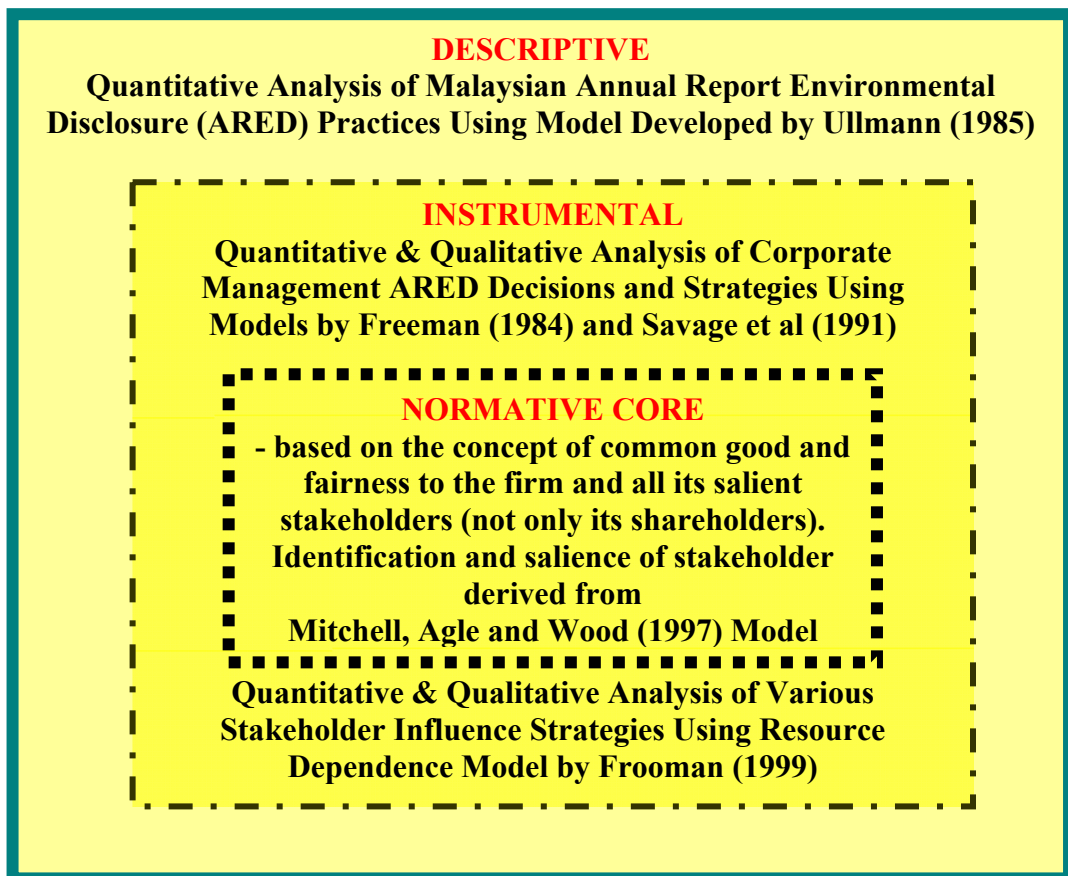 DESCRIPTIVE
Quantitative Analysis of Malaysian Annual Report Environmental
Disclosure (ARED) Practices Using Model Developed by Ullmann (1985)
INSTRUMENTAL
Quantitative & Qualitative Analysis of Corporate
Management ARED Decisions and Strategies Using
Models by Freeman (1984) and Savage et al (1991)
NORMATIVE CORE
- based on the concept of common good and
fairness to the firm and all its salient
stakeholders (not only its shareholders).
Identification and salience of stakeholder
derived from
Mitchell, Agle and Wood (1997) Model
Quantitative & Qualitative Analysis of Various
Stakeholder Influence Strategies Using Resource
Dependence Model by Frooman (1999)